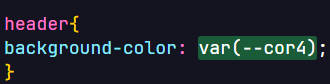 header{
background-color: var(--cor4);
}